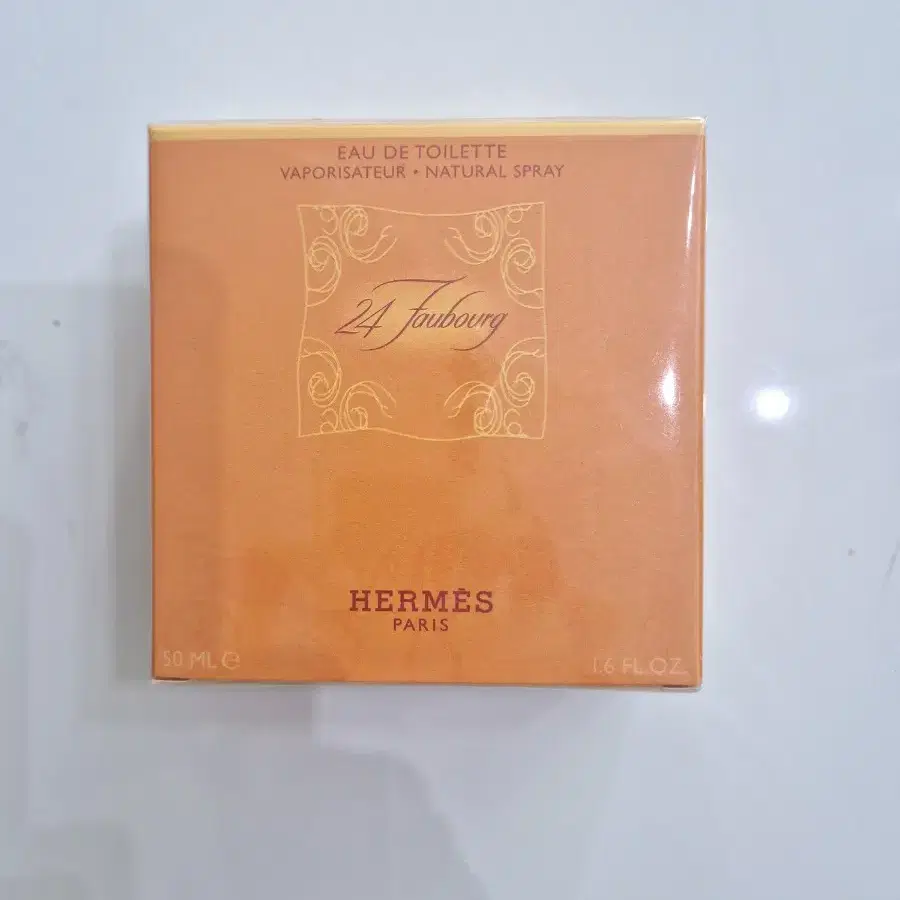 EAU DE TOILETTE
VAPORISATEUR • NATURAL SPRAY
24 Faubourg
HERMÈS
PARIS
50 ML ℮
1.6 FL.OZ.